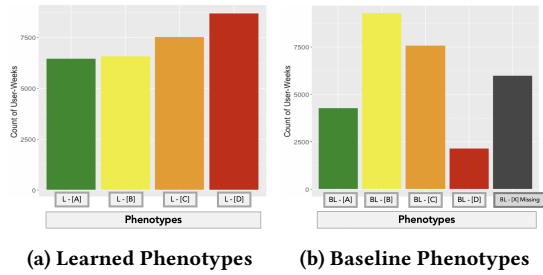 Count of User-Weeks
7500
5000
2500
0
L - [A]
L - [B]
L - [C]
L - [D]
Phenotypes
(a) Learned Phenotypes
Count of User-Weeks
7500
5000
2500
0
BL - [A]
BL - [B]
BL - [C]
BL - [D]
BL - [X] Missing
Phenotypes
(b) Baseline Phenotypes